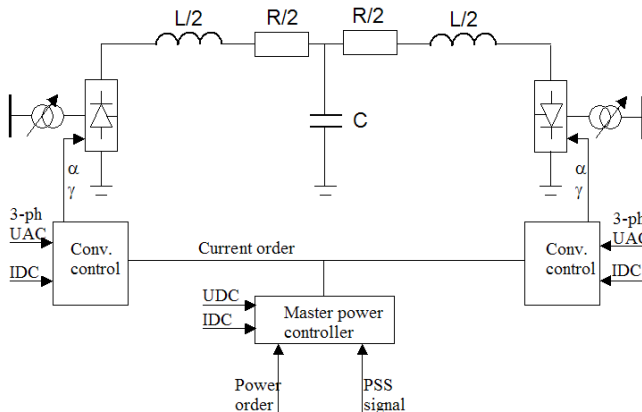 L/2
R/2
R/2
L/2
C
α
γ
α
γ
3-ph
UAC
IDC
Conv.
control
Current order
UDC
IDC
Master power
controller
Conv.
control
3-ph
UAC
IDC
Power
order
PSS
signal